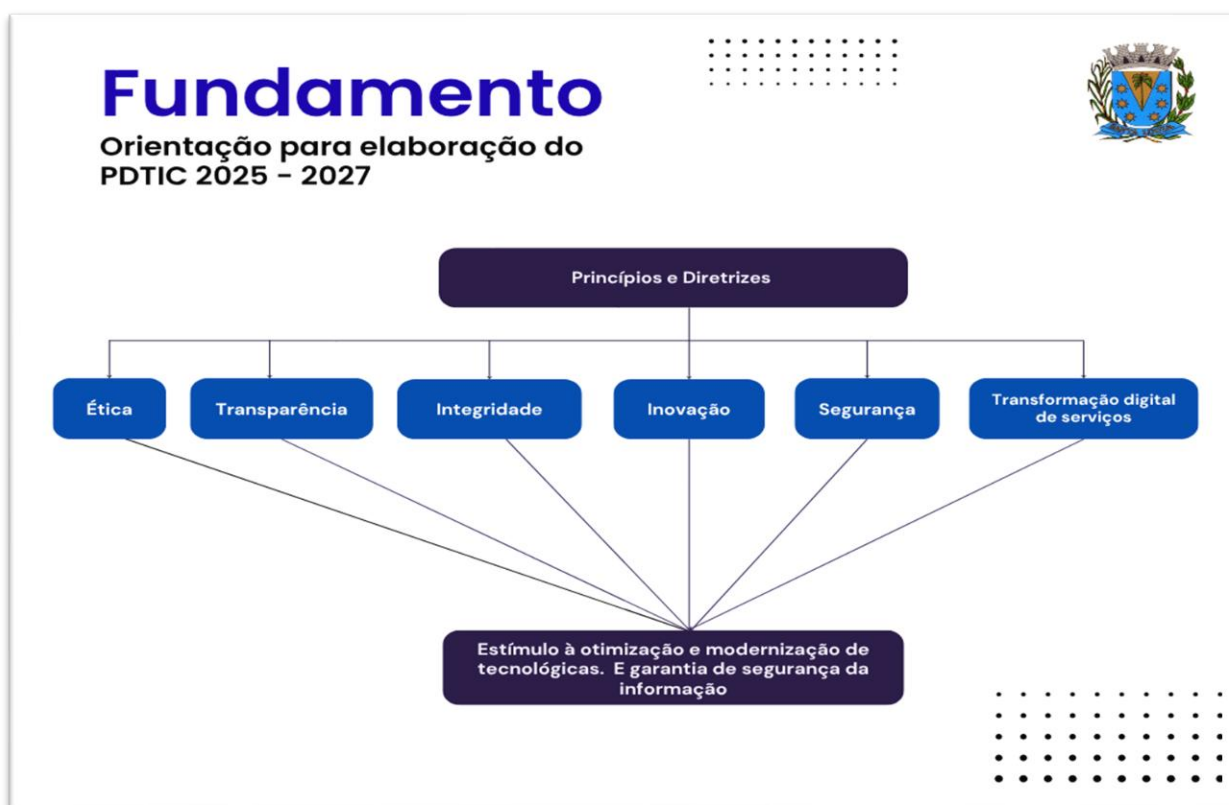 Fundamento
Orientação para elaboração do
PDTIC 2025 - 2027
Princípios e Diretrizes
Ética
Transparência
Integridade
Inovação
Segurança
Transformação digital
de serviços
Estímulo à otimização e modernização de
tecnológicas. E garantia de segurança da
informação